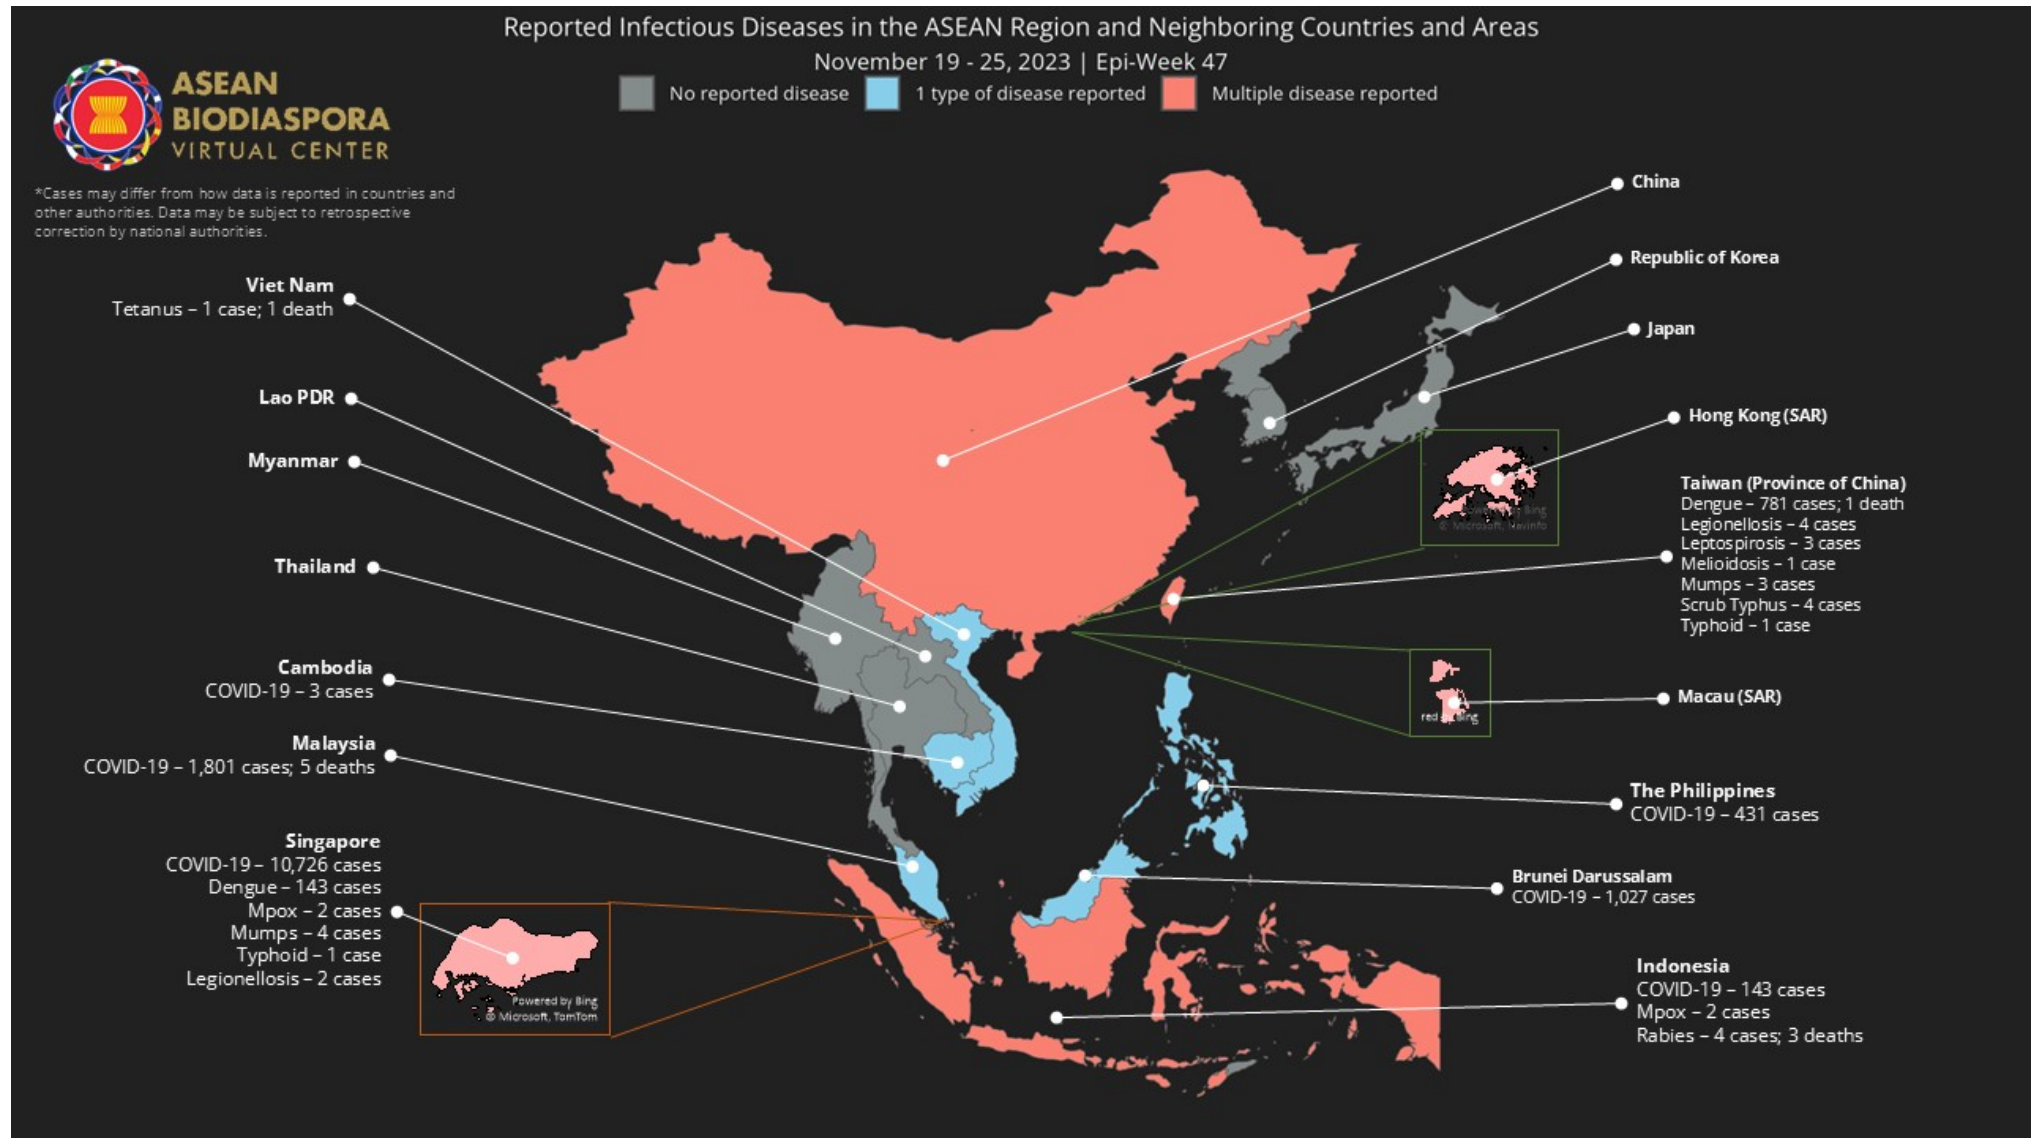 Reported Infectious Diseases in the ASEAN Region and Neighboring Countries and Areas
November 19 - 25, 2023 | Epi-Week 47
No reported disease
1 type of disease reported
Multiple disease reported
ASEAN
BIODIASPORA
VIRTUAL CENTER
*Cases may differ from how data is reported in countries and
other authorities. Data may be subject to retrospective
correction by national authorities.
Viet Nam
Tetanus – 1 case; 1 death
Lao PDR
Myanmar
Thailand
Cambodia
COVID-19 – 3 cases
Malaysia
COVID-19 – 1,801 cases; 5 deaths
Singapore
COVID-19 – 10,726 cases
Dengue – 143 cases
Mpox – 2 cases
Mumps – 4 cases
Typhoid – 1 case
Legionellosis – 2 cases
Powered by Bing
© Microsoft, TomTom
China
Republic of Korea
Japan
Hong Kong (SAR)
Powered by Bing
© Microsoft, Navinfo
Taiwan (Province of China)
Dengue – 781 cases; 1 death
Legionellosis – 4 cases
Leptospirosis – 3 cases
Melioidosis – 1 case
Mumps – 3 cases
Scrub Typhus – 4 cases
Typhoid – 1 case
Macau (SAR)
The Philippines
COVID-19 – 431 cases
Brunei Darussalam
COVID-19 – 1,027 cases
Indonesia
COVID-19 – 143 cases
Mpox – 2 cases
Rabies – 4 cases; 3 deaths